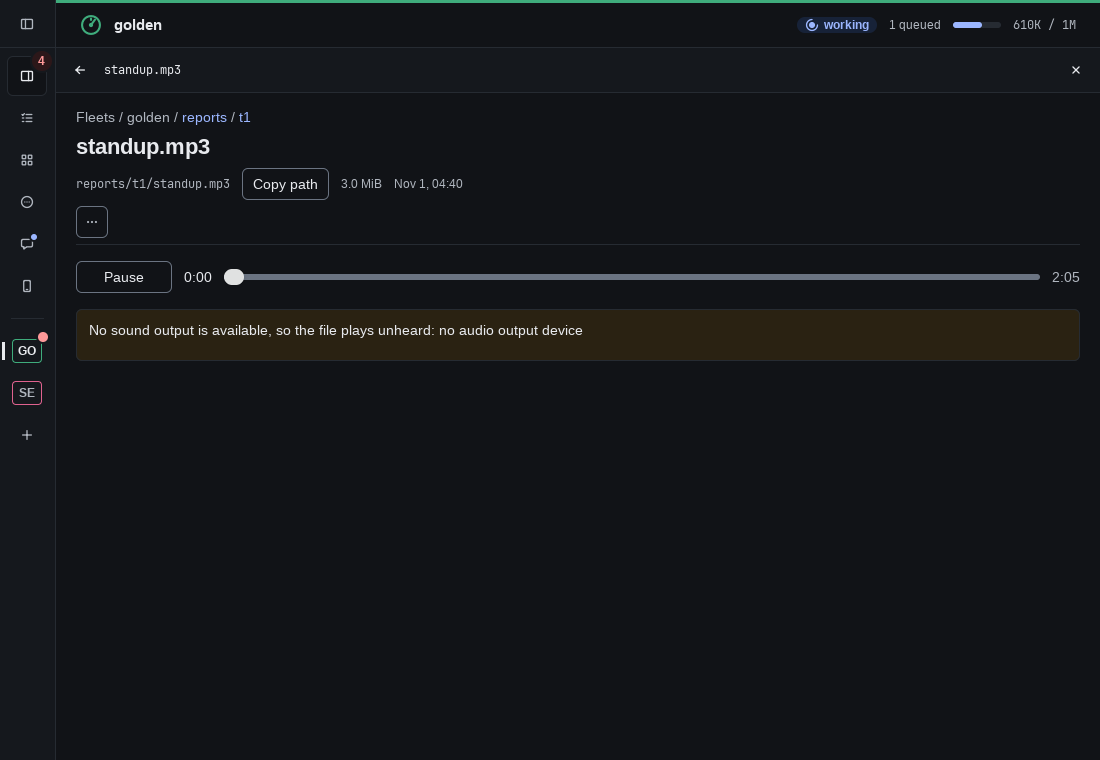 golden
working
1 queued
610K / 1M
4
standup.mp3
Fleets / golden / reports / t1
standup.mp3
reports/t1/standup.mp3
Copy path
3.0 MiB
Nov 1, 04:40
Pause
0:00
2:05
No sound output is available, so the file plays unheard: no audio output device
GO
SE